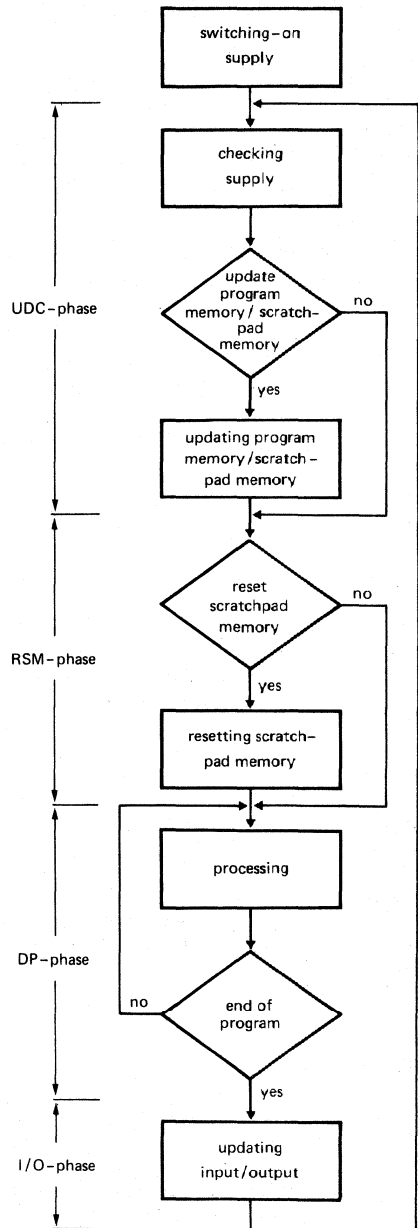 switching-on
supply
checking
supply
UDC-phase
update
program
memory/scratch-
pad
memory
no
yes
updating program
memory/scratch-
pad memory
RSM-phase
reset
scratchpad
memory
no
yes
resetting scratch-
pad memory
DP-phase
processing
no
end of
program
yes
I/O-phase
updating
input/output